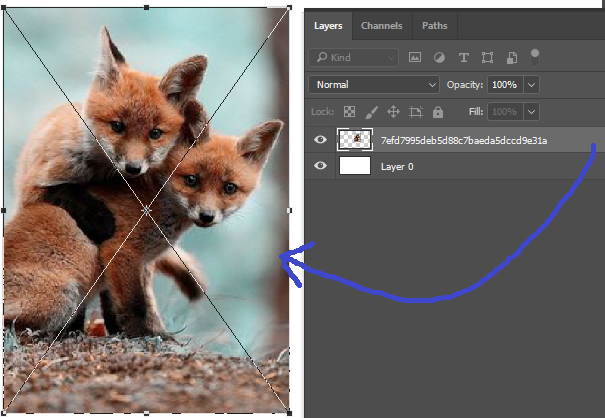 Layers Channels Paths
Kind
Normal Opacity: 100%
Lock: Fill: 100%
7efd7995deb5d88c7baeda5dccd9e31a
Layer 0